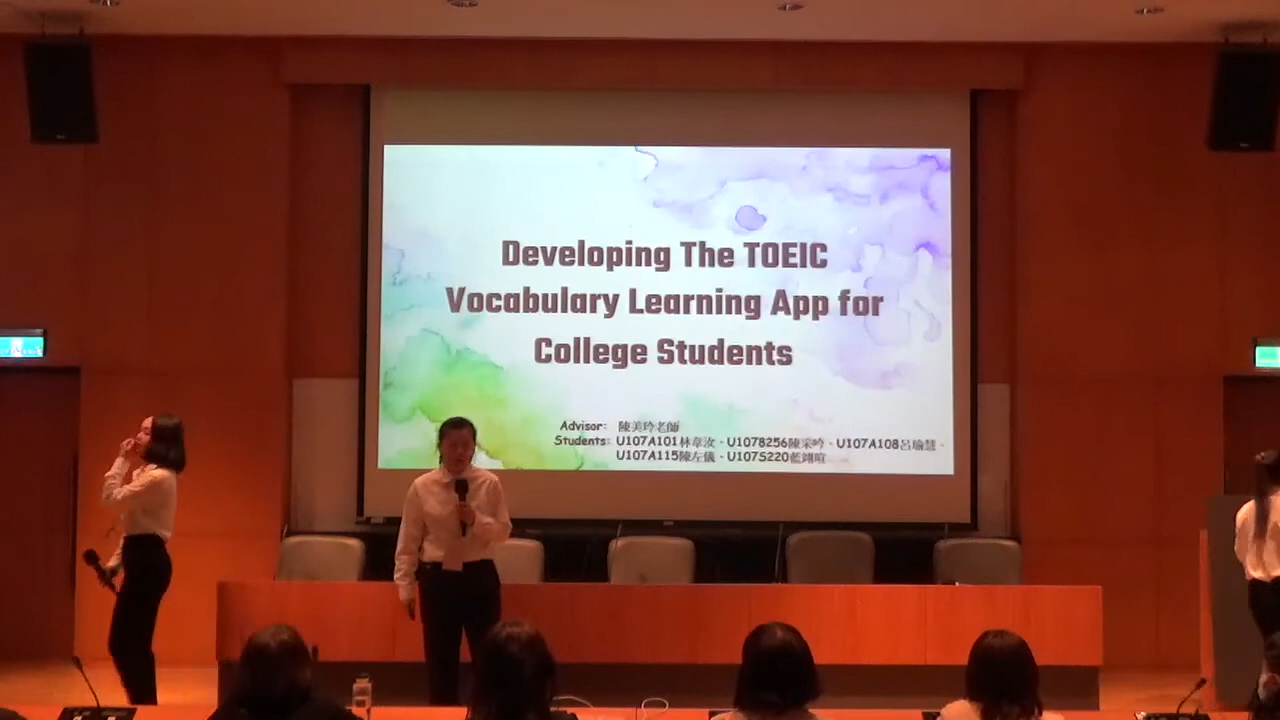 Developing The TOEIC
Vocabulary Learning App for
College Students
Advisor: 陳美玲老師
Students: U107A101林韋汝、U107B256陳采吟、U107A108呂瑜慧、
U107A115陳左儀、U107S220藍翊暄